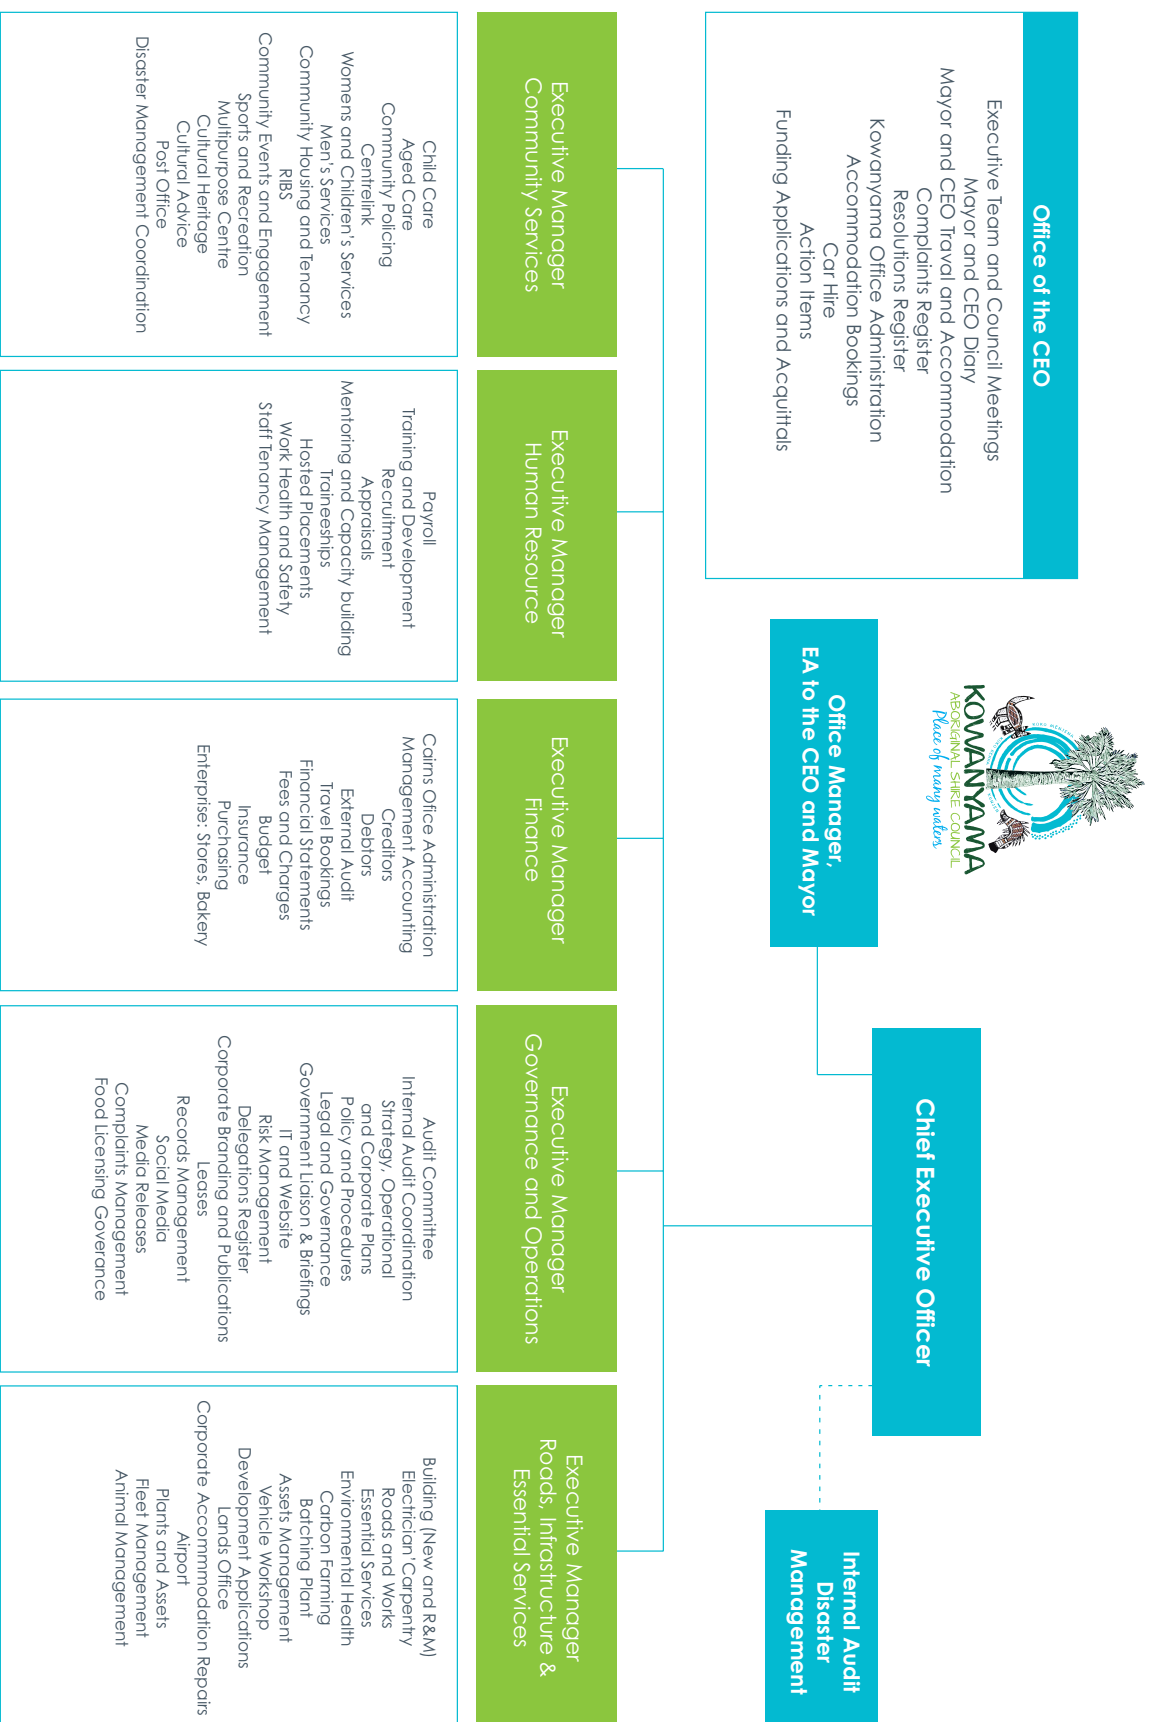 Office of the CEO
Executive Team and Council Meetings
Mayor and CEO Diary
Mayor and CEO Traval and Accommodation
Complaints Register
Resolutions Register
Kowanyama Office Administration
Accommodation Bookings
Car Hire
Action Items
Funding Applications and Acquittals
KOWANYAMA
ABORIGINAL SHIRE COUNCIL
Place of many waters
Office Manager,
EA to the CEO and Mayor
Chief Executive Officer
Internal Audit
Disaster
Management
Executive Manager
Community Services
Child Care
Aged Care
Community Policing
Centrelink
Womens and Children's Services
Men's Services
Community Housing and Tenancy
RIBS
Community Events and Engagement
Sports and Recreation
Multipurpose Centre
Cultural Heritage
Cultural Advice
Post Office
Disaster Management Coordination
Executive Manager
Human Resource
Payroll
Training and Development
Recruitment
Appraisals
Mentoring and Capacity building
Traineeships
Hosted Placements
Work Health and Safety
Staff Tenancy Management
Executive Manager
Finance
Cairns Office Administration
Management Accounting
Creditors
Debtors
External Audit
Travel Bookings
Financial Statements
Fees and Charges
Budget
Insurance
Purchasing
Enterprise: Stores, Bakery
Executive Manager
Governance and Operations
Audit Committee
Internal Audit Coordination
Strategy, Operational
and Corporate Plans
Policy and Procedures
Legal and Governance
Government Liaison & Briefings
IT and Website
Risk Management
Delegations Register
Corporate Branding and Publications
Leases
Records Management
Social Media
Media Releases
Complaints Management
Food Licensing Goverance
Executive Manager
Roads, Infrastructure &
Essential Services
Building (New and R&M)
Electrician'Carpentry
Roads and Works
Essential Services
Environmental Health
Carbon Farming
Batching Plant
Assets Management
Vehicle Workshop
Development Applications
Lands Office
Corporate Accommodation Repairs
Airport
Plants and Assets
Fleet Management
Animal Management